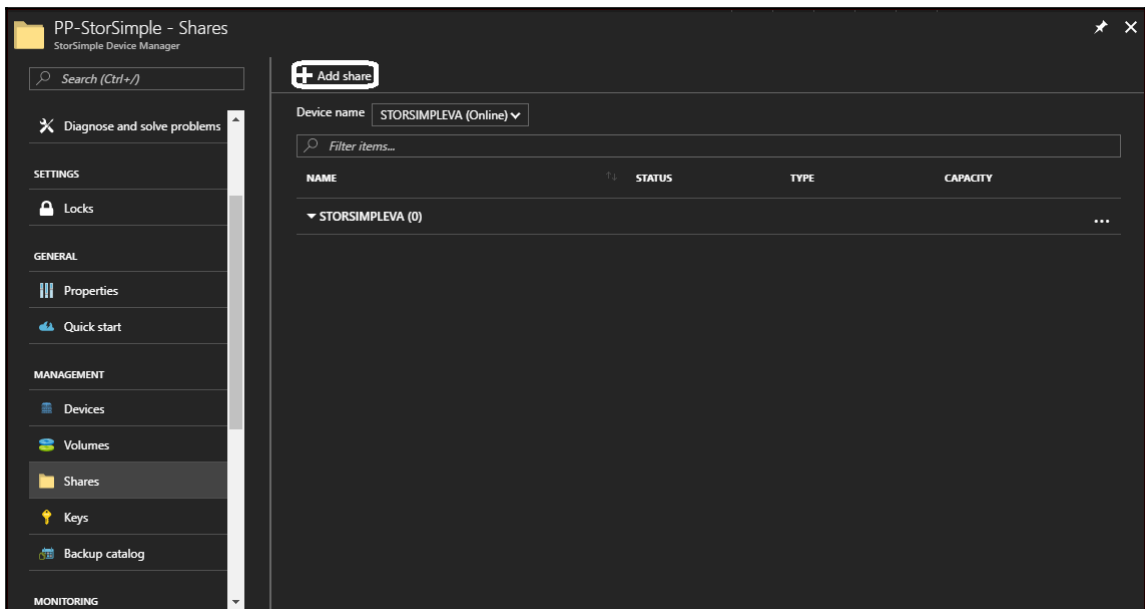 PP-StorSimple - Shares
StorSimple Device Manager
Search (Ctrl+/)
Diagnose and solve problems
SETTINGS
Locks
GENERAL
Properties
Quick start
MANAGEMENT
Devices
Volumes
Shares
Keys
Backup catalog
MONITORING
Add share
Device name STORSIMPLEVA (Online)
Filter items...
NAME STATUS TYPE CAPACITY
STORSIMPLEVA (0) ...